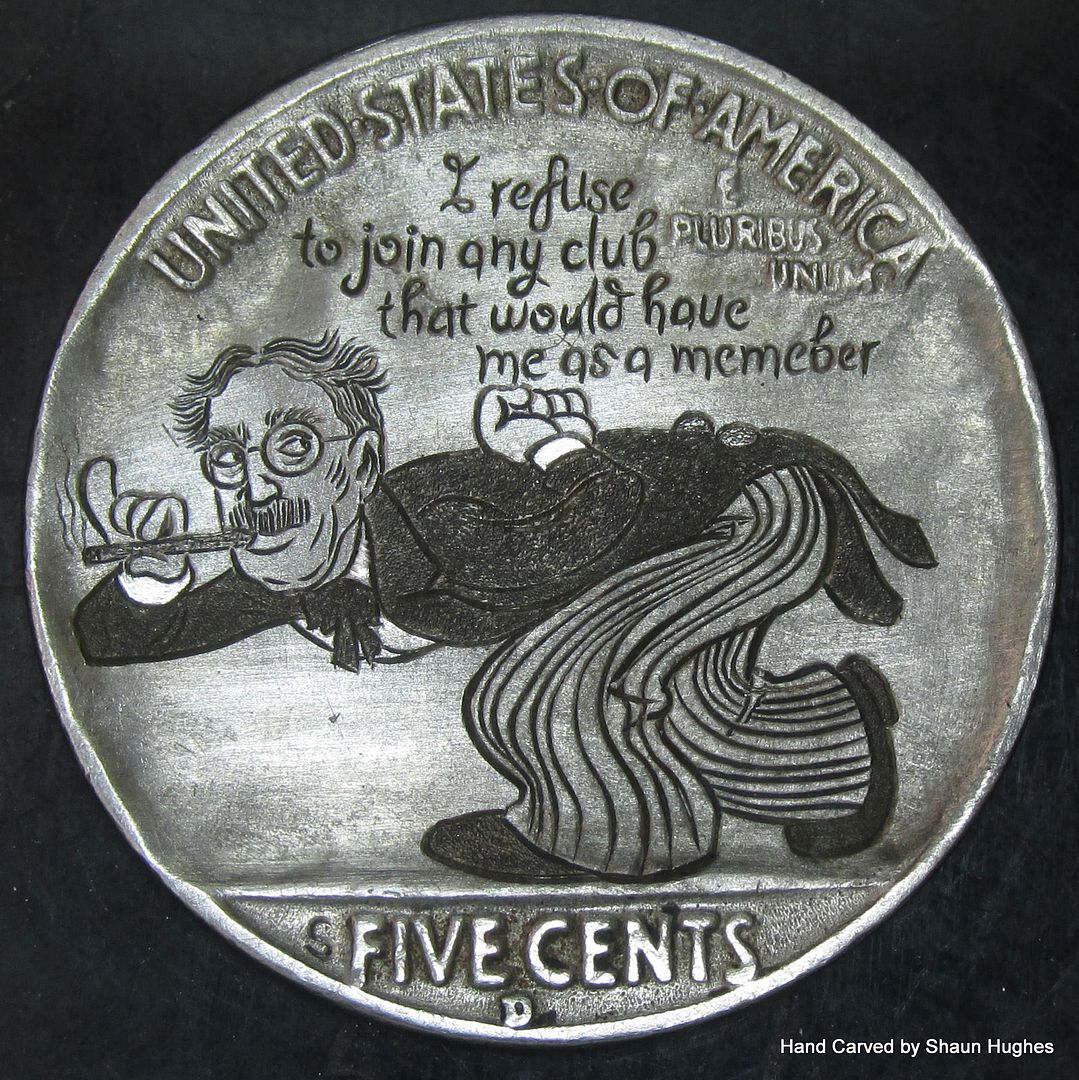 UNITED·STATES·OF·AMERICA
I refuse
to join any club
that would have
me as a memeber
E
PLURIBUS
UNUM
S FIVE CENTS
D
Hand Carved by Shaun Hughes